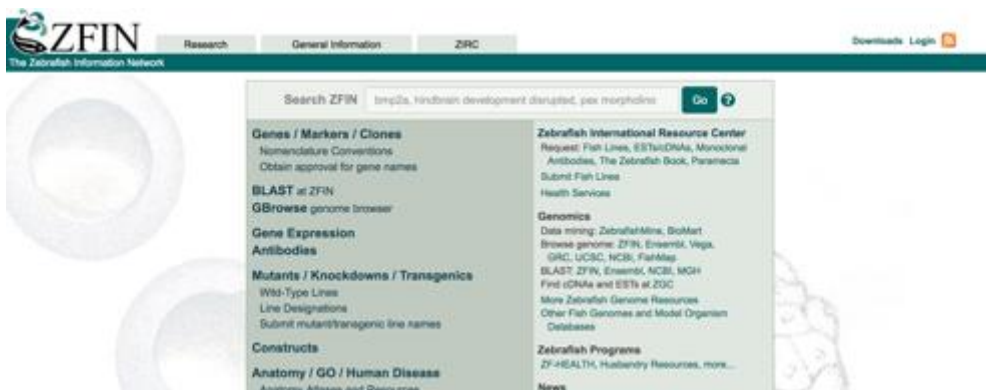 ZFIN
Research
General Information
ZIRC
Downloads Login
The Zebrafish Information Network
Search ZFIN
bmp2a, hindbrain development disrupted, pax morpholino
Go
?
Genes / Markers / Clones
Nomenclature Conventions
Obtain approval for gene names
BLAST at ZFIN
GBrowse genome browser
Gene Expression
Antibodies
Mutants / Knockdowns / Transgenics
Wild-Type Lines
Line Designations
Submit mutant/transgenic line names
Constructs
Anatomy / GO / Human Disease
Anatomy Atlases and Resources
Zebrafish International Resource Center
Request: Fish Lines, ESTs/cDNAs, Monoclonal
Antibodies, The Zebrafish Book, Paramecia
Submit Fish Lines
Health Services
Genomics
Data mining: ZebrafishMine, BioMart
Browse genome: ZFIN, Ensembl, Vega,
GRC, UCSC, NCBI, FishMap
BLAST: ZFIN, Ensembl, NCBI, MGH
Find cDNAs and ESTs at ZGC
More Zebrafish Genome Resources
Other Fish Genomes and Model Organism
Databases
Zebrafish Programs
ZF-HEALTH, Husbandry Resources, more...
News